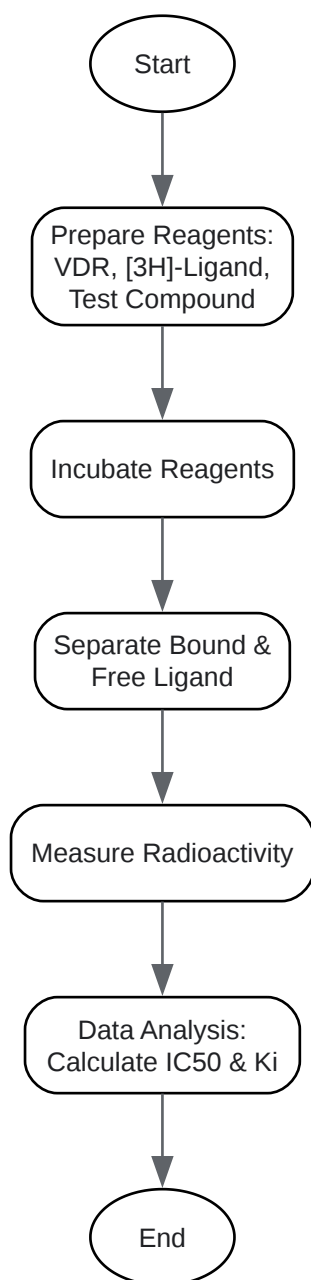 Start
Prepare Reagents:
VDR, [3H]-Ligand,
Test Compound
Incubate Reagents
Separate Bound &
Free Ligand
Measure Radioactivity
Data Analysis:
Calculate IC50 & Ki
End